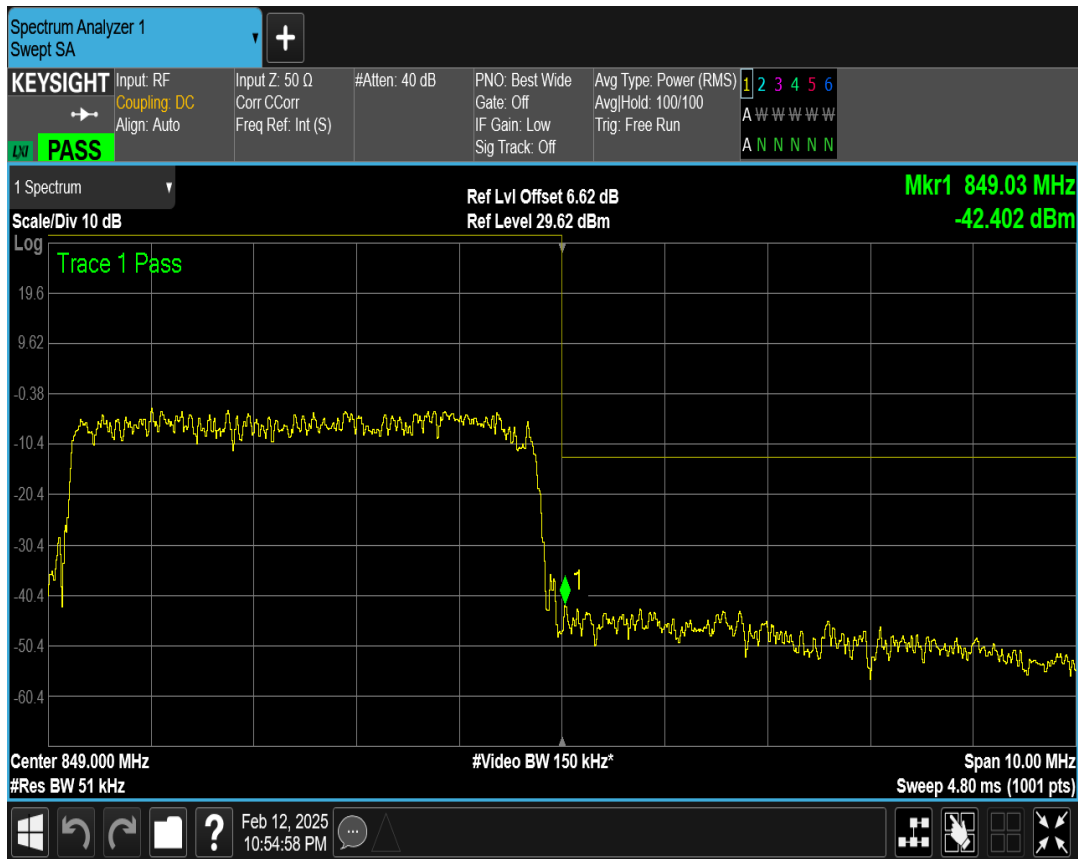 Spectrum Analyzer 1
Swept SA
+
KEYSIGHT
LXI PASS
Input: RF
Coupling: DC
Align: Auto
Input Z: 50 Ω
Corr CCorr
Freq Ref: Int (S)
#Atten: 40 dB
PNO: Best Wide
Gate: Off
IF Gain: Low
Sig Track: Off
Avg Type: Power (RMS)
Avg|Hold: 100/100
Trig: Free Run
1 2 3 4 5 6
A W W W W W
A N N N N N
1 Spectrum
Scale/Div 10 dB
Ref Lvl Offset 6.62 dB
Ref Level 29.62 dBm
Mkr1 849.03 MHz
-42.402 dBm
Log
Trace 1 Pass
19.6
9.62
-0.38
-10.4
-20.4
-30.4
-40.4
-50.4
-60.4
1
Center 849.000 MHz
#Res BW 51 kHz
#Video BW 150 kHz*
Span 10.00 MHz
Sweep 4.80 ms (1001 pts)
?
Feb 12, 2025
10:54:58 PM